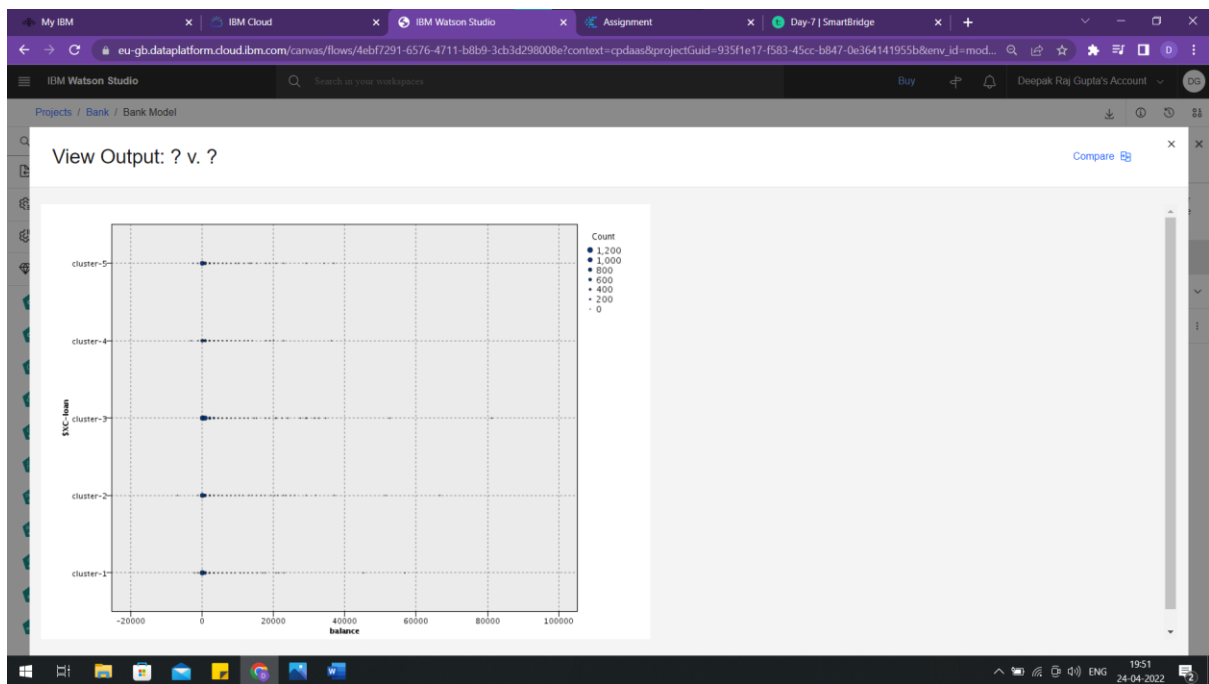 My IBM
IBM Cloud
IBM Watson Studio
Assignment
Day-7 | SmartBridge
eu-gb.dataplatform.cloud.ibm.com/canvas/flows/4ebf7291-6576-4711-b8b9-3cb3d298008e?context=cpdaas&projectGuid=935f1e17-f583-45cc-b847-0e364141955b&env_id=mod...
D
IBM Watson Studio
Search in your workspaces
Buy
Deepak Raj Gupta's Account
DG
Projects / Bank / Bank Model
View Output: ? v. ?
Compare
Count
1,200
1,000
800
600
400
200
0
cluster-5
cluster-4
cluster-3
cluster-2
cluster-1
$XC-loan
-20000 0 20000 40000 60000 80000 100000
balance
ENG
19:51
24-04-2022
2